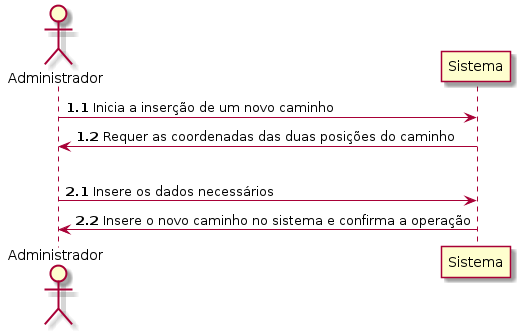 Administrador
Sistema
1.1 Inicia a inserção de um novo caminho
1.2 Requer as coordenadas das duas posições do caminho
2.1 Insere os dados necessários
2.2 Insere o novo caminho no sistema e confirma a operação
Administrador
Sistema